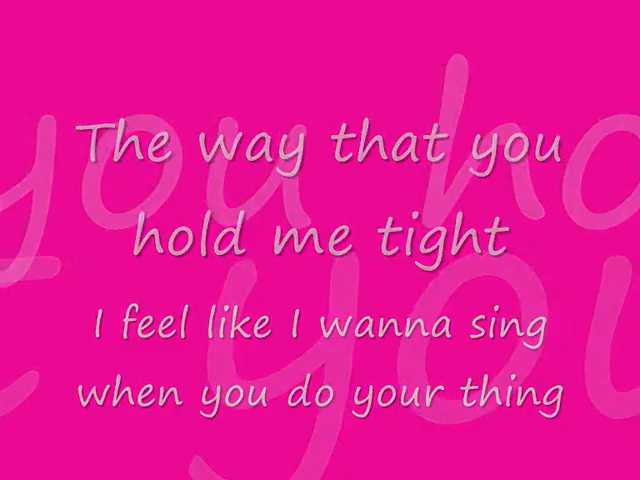 The way that you
hold me tight
I feel like I wanna sing
when you do your thing